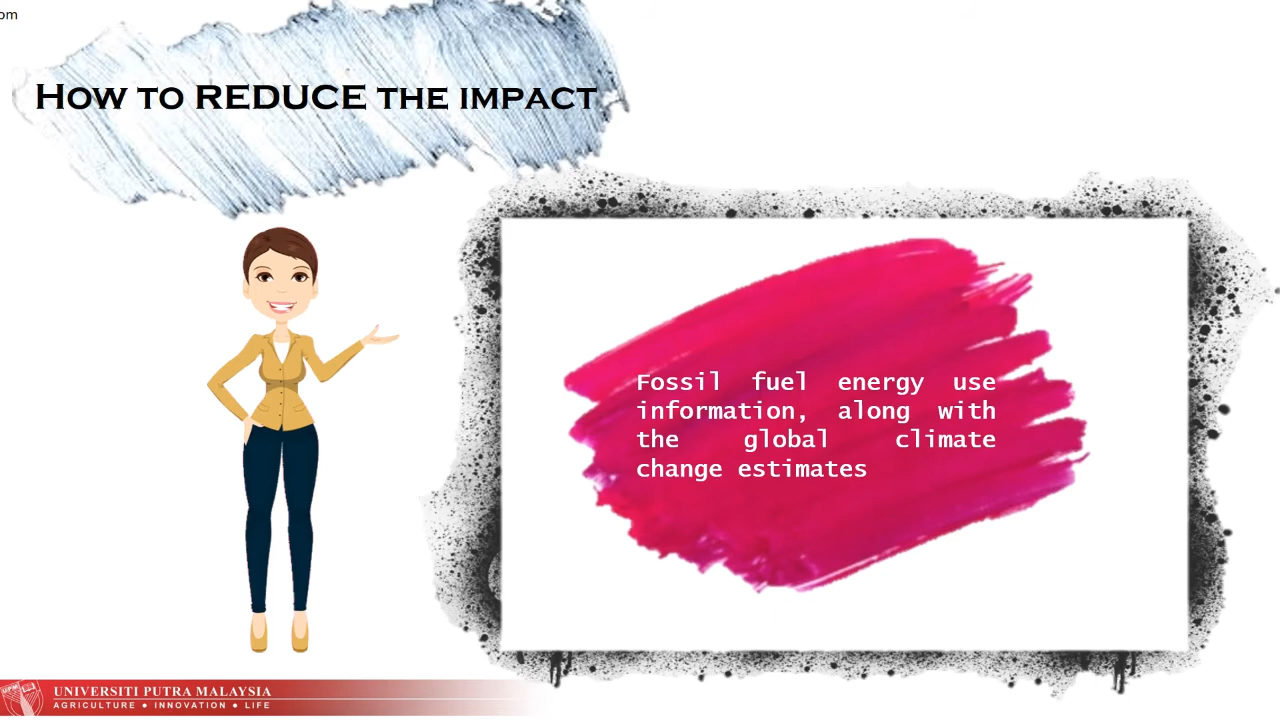 om
How to REDUCE the impact
Fossil fuel energy use
information, along with
the global climate
change estimates
UPM
UNIVERSITI PUTRA MALAYSIA
AGRICULTURE • INNOVATION • LIFE